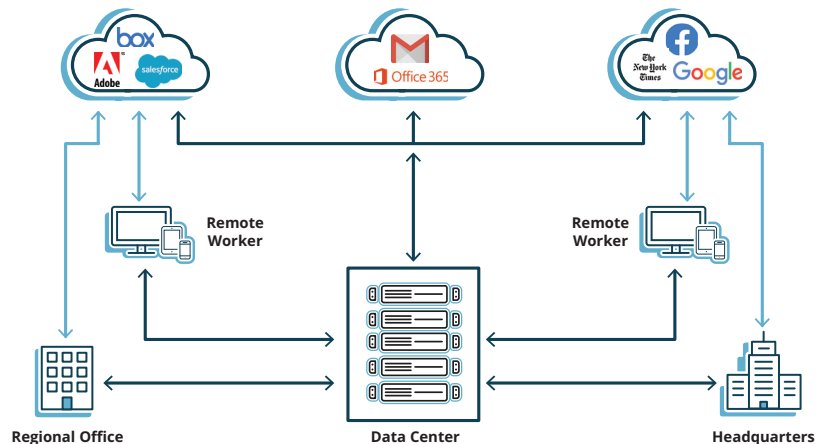 box
Adobe
salesforce
Office 365
The
New York
Times
Google
Remote
Worker
Remote
Worker
Regional Office
Data Center
Headquarters